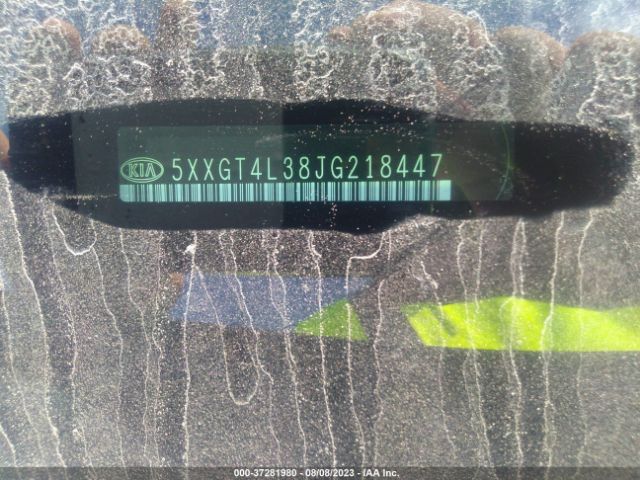 KIA 5XXGT4L38JG218447
000-37281980 - 08/08/2023 - IAA Inc.